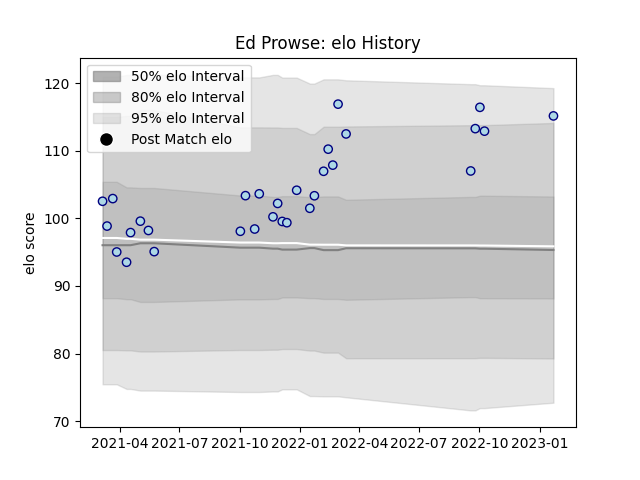 Ed Prowse: elo History
50% elo Interval
80% elo Interval
95% elo Interval
Post Match elo
elo score
120
110
100
90
80
70
2021-04 2021-07 2021-10 2022-01 2022-04 2022-07 2022-10 2023-01